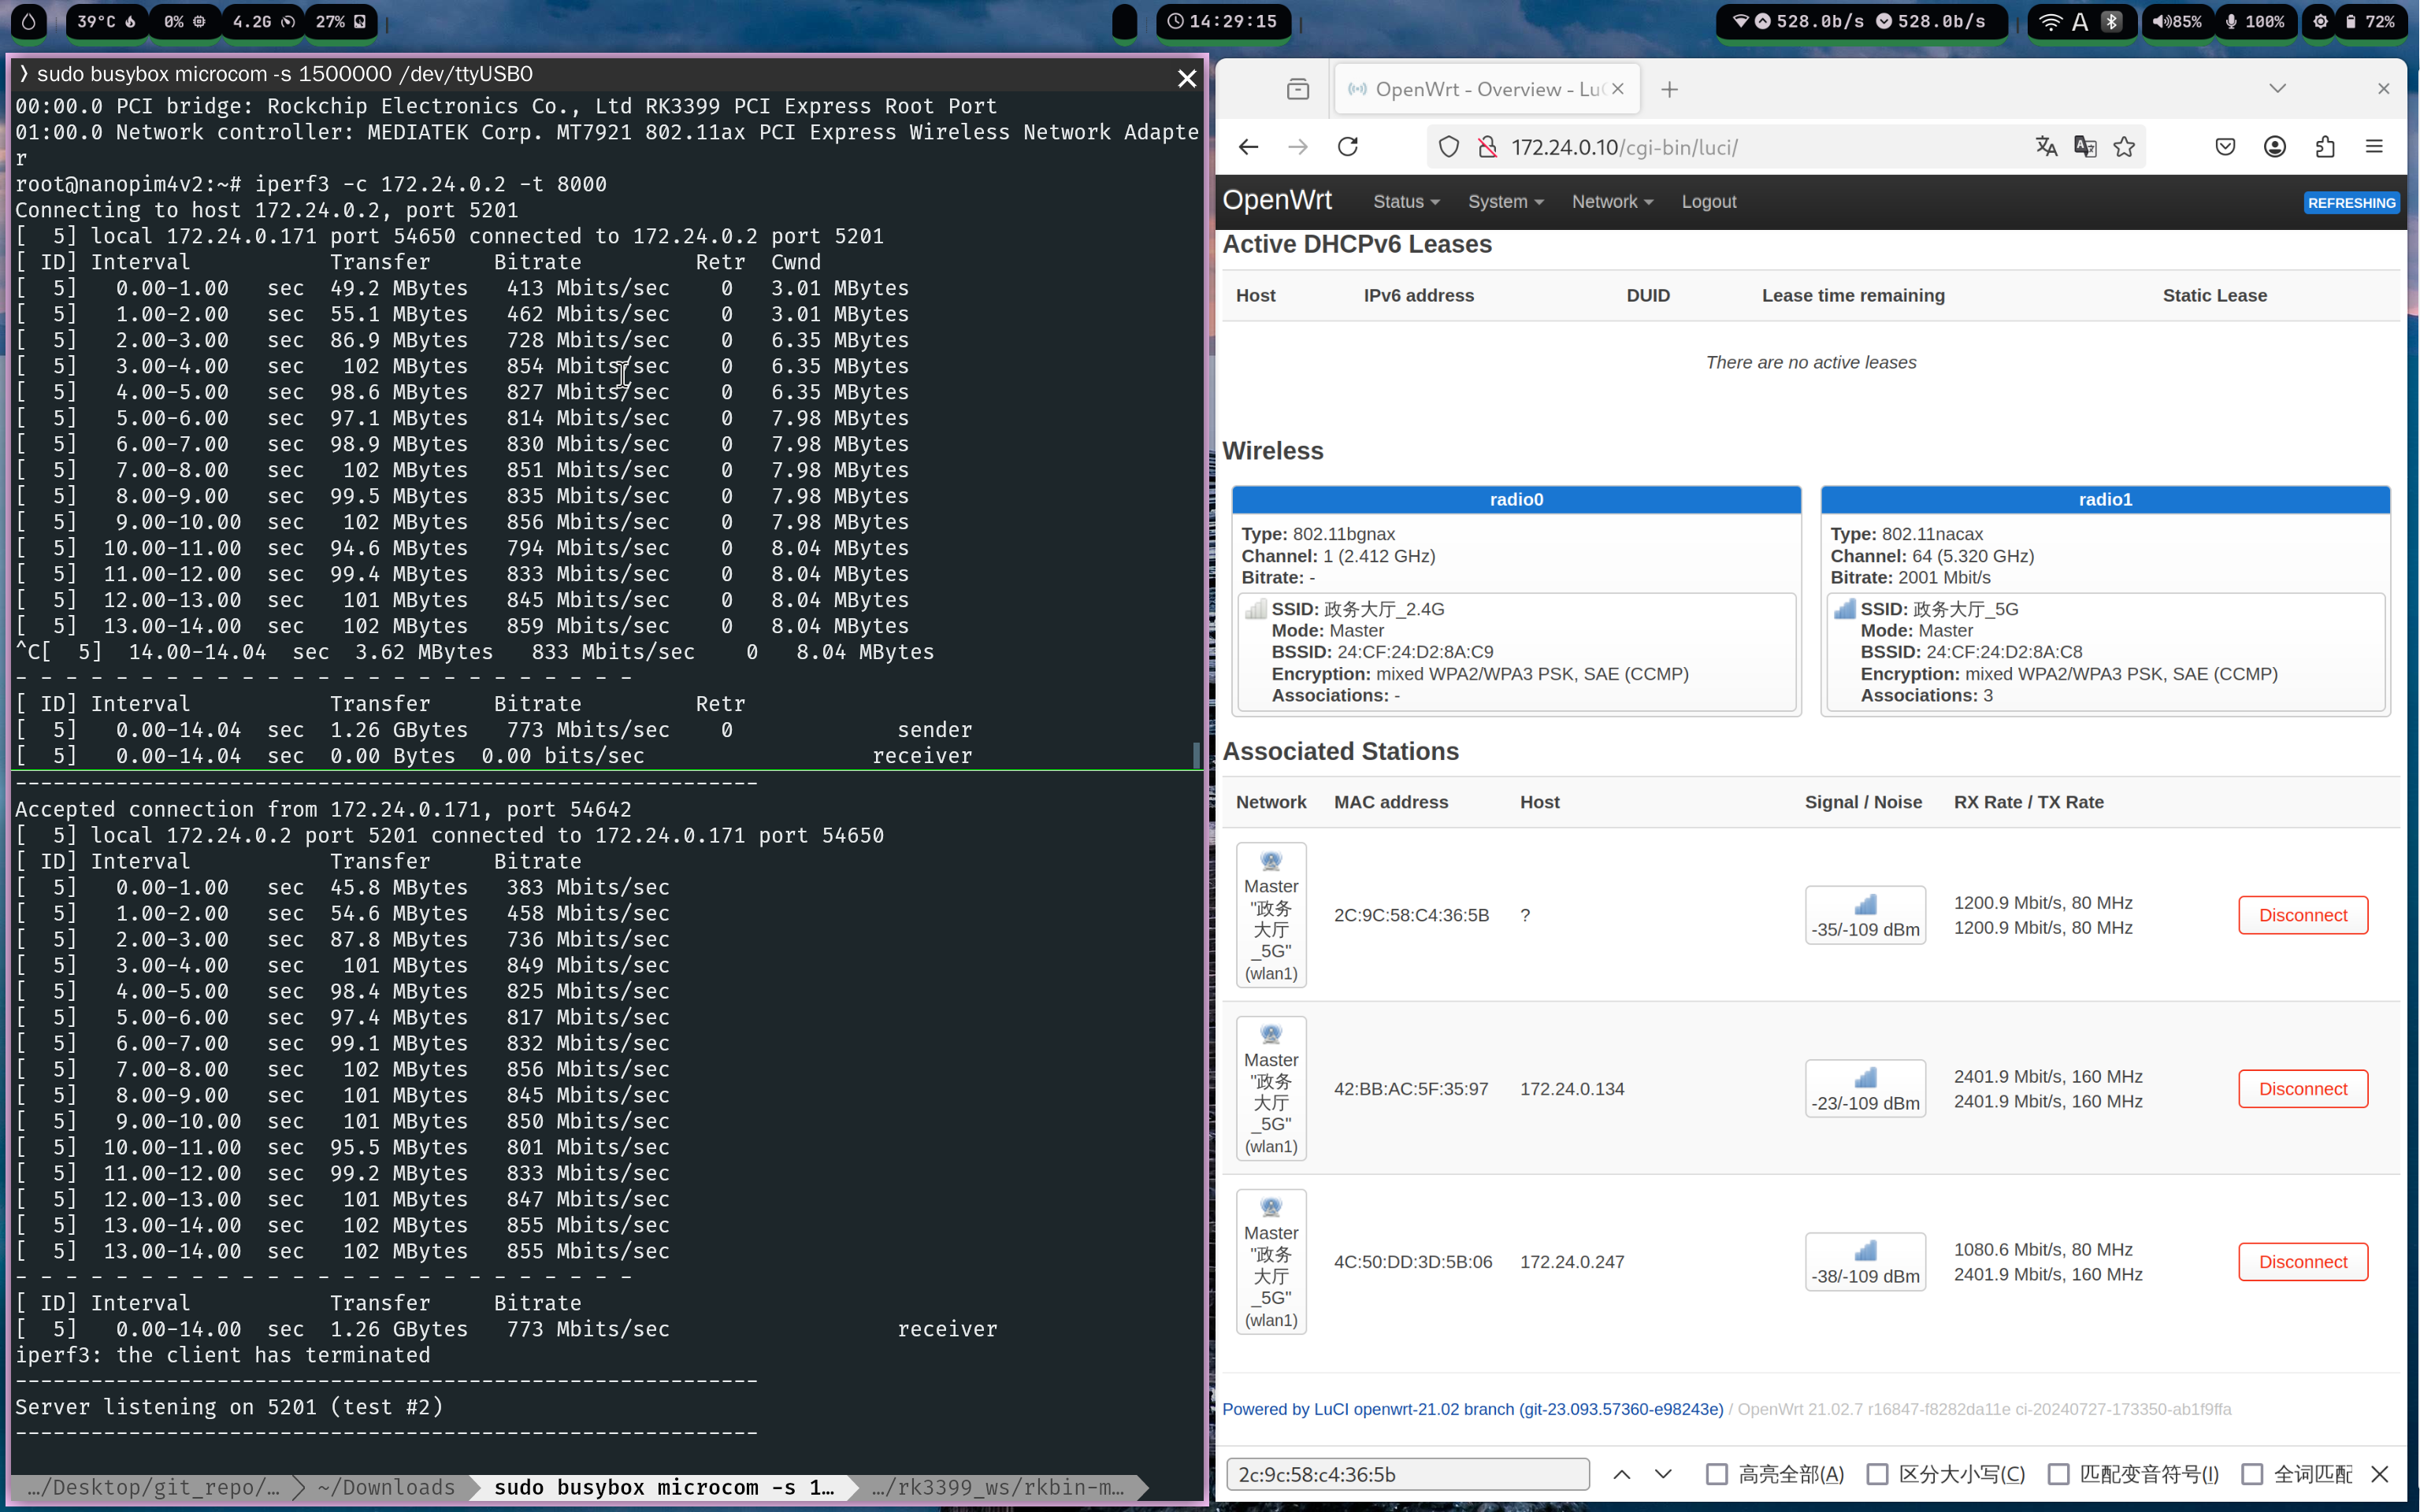 39°C 0% 4.2G 27% 14:29:15 528.0b/s 528.0b/s A 85% 100% 72%
❯ sudo busybox microcom -s 1500000 /dev/ttyUSB0
00:00.0 PCI bridge: Rockchip Electronics Co., Ltd RK3399 PCI Express Root Port
01:00.0 Network controller: MEDIATEK Corp. MT7921 802.11ax PCI Express Wireless Network Adapte
r
root@nanopim4v2:~# iperf3 -c 172.24.0.2 -t 8000
Connecting to host 172.24.0.2, port 5201
[  5] local 172.24.0.171 port 54650 connected to 172.24.0.2 port 5201
[ ID] Interval           Transfer     Bitrate         Retr  Cwnd
[  5]   0.00-1.00   sec  49.2 MBytes   413 Mbits/sec    0   3.01 MBytes
[  5]   1.00-2.00   sec  55.1 MBytes   462 Mbits/sec    0   3.01 MBytes
[  5]   2.00-3.00   sec  86.9 MBytes   728 Mbits/sec    0   6.35 MBytes
[  5]   3.00-4.00   sec   102 MBytes   854 Mbits/sec    0   6.35 MBytes
[  5]   4.00-5.00   sec  98.6 MBytes   827 Mbits/sec    0   6.35 MBytes
[  5]   5.00-6.00   sec  97.1 MBytes   814 Mbits/sec    0   7.98 MBytes
[  5]   6.00-7.00   sec  98.9 MBytes   830 Mbits/sec    0   7.98 MBytes
[  5]   7.00-8.00   sec   102 MBytes   851 Mbits/sec    0   7.98 MBytes
[  5]   8.00-9.00   sec  99.5 MBytes   835 Mbits/sec    0   7.98 MBytes
[  5]   9.00-10.00  sec   102 MBytes   856 Mbits/sec    0   7.98 MBytes
[  5]  10.00-11.00  sec  94.6 MBytes   794 Mbits/sec    0   8.04 MBytes
[  5]  11.00-12.00  sec  99.4 MBytes   833 Mbits/sec    0   8.04 MBytes
[  5]  12.00-13.00  sec   101 MBytes   845 Mbits/sec    0   8.04 MBytes
[  5]  13.00-14.00  sec   102 MBytes   859 Mbits/sec    0   8.04 MBytes
^C[  5]  14.00-14.04  sec  3.62 MBytes   833 Mbits/sec    0   8.04 MBytes
- - - - - - - - - - - - - - - - - - - - - - - - -
[ ID] Interval           Transfer     Bitrate         Retr
[  5]   0.00-14.04  sec  1.26 GBytes   773 Mbits/sec    0             sender
[  5]   0.00-14.04  sec  0.00 Bytes  0.00 bits/sec                  receiver
-----------------------------------------------------------
Accepted connection from 172.24.0.171, port 54642
[  5] local 172.24.0.2 port 5201 connected to 172.24.0.171 port 54650
[ ID] Interval           Transfer     Bitrate
[  5]   0.00-1.00   sec  45.8 MBytes   383 Mbits/sec
[  5]   1.00-2.00   sec  54.6 MBytes   458 Mbits/sec
[  5]   2.00-3.00   sec  87.8 MBytes   736 Mbits/sec
[  5]   3.00-4.00   sec   101 MBytes   849 Mbits/sec
[  5]   4.00-5.00   sec  98.4 MBytes   825 Mbits/sec
[  5]   5.00-6.00   sec  97.4 MBytes   817 Mbits/sec
[  5]   6.00-7.00   sec  99.1 MBytes   832 Mbits/sec
[  5]   7.00-8.00   sec   102 MBytes   856 Mbits/sec
[  5]   8.00-9.00   sec   101 MBytes   845 Mbits/sec
[  5]   9.00-10.00  sec   101 MBytes   850 Mbits/sec
[  5]  10.00-11.00  sec  95.5 MBytes   801 Mbits/sec
[  5]  11.00-12.00  sec  99.2 MBytes   833 Mbits/sec
[  5]  12.00-13.00  sec   101 MBytes   847 Mbits/sec
[  5]  13.00-14.00  sec   102 MBytes   855 Mbits/sec
[  5]  13.00-14.00  sec   102 MBytes   855 Mbits/sec
- - - - - - - - - - - - - - - - - - - - - - - - -
[ ID] Interval           Transfer     Bitrate
[  5]   0.00-14.00  sec  1.26 GBytes   773 Mbits/sec                  receiver
iperf3: the client has terminated
-----------------------------------------------------------
Server listening on 5201 (test #2)
-----------------------------------------------------------
…/Desktop/git_repo/… ~/Downloads sudo busybox microcom -s 1… …/rk3399_ws/rkbin-m…
OpenWrt - Overview - Lu
172.24.0.10/cgi-bin/luci/
OpenWrt Status System Network Logout REFRESHING
Active DHCPv6 Leases
Host IPv6 address DUID Lease time remaining Static Lease
There are no active leases
Wireless
radio0
Type: 802.11bgnax
Channel: 1 (2.412 GHz)
Bitrate: -
SSID: 政务大厅_2.4G
Mode: Master
BSSID: 24:CF:24:D2:8A:C9
Encryption: mixed WPA2/WPA3 PSK, SAE (CCMP)
Associations: -
radio1
Type: 802.11nacax
Channel: 64 (5.320 GHz)
Bitrate: 2001 Mbit/s
SSID: 政务大厅_5G
Mode: Master
BSSID: 24:CF:24:D2:8A:C8
Encryption: mixed WPA2/WPA3 PSK, SAE (CCMP)
Associations: 3
Associated Stations
Network MAC address Host Signal / Noise RX Rate / TX Rate
Master
"政务
大厅
_5G"
(wlan1)
2C:9C:58:C4:36:5B ? -35/-109 dBm
1200.9 Mbit/s, 80 MHz
1200.9 Mbit/s, 80 MHz
Disconnect
Master
"政务
大厅
_5G"
(wlan1)
42:BB:AC:5F:35:97 172.24.0.134 -23/-109 dBm
2401.9 Mbit/s, 160 MHz
2401.9 Mbit/s, 160 MHz
Disconnect
Master
"政务
大厅
_5G"
(wlan1)
4C:50:DD:3D:5B:06 172.24.0.247 -38/-109 dBm
1080.6 Mbit/s, 80 MHz
2401.9 Mbit/s, 160 MHz
Disconnect
Powered by LuCI openwrt-21.02 branch (git-23.093.57360-e98243e) / OpenWrt 21.02.7 r16847-f8282da11e ci-20240727-173350-ab1f9ffa
2c:9c:58:c4:36:5b 高亮全部(A) 区分大小写(C) 匹配变音符号(I) 全词匹配